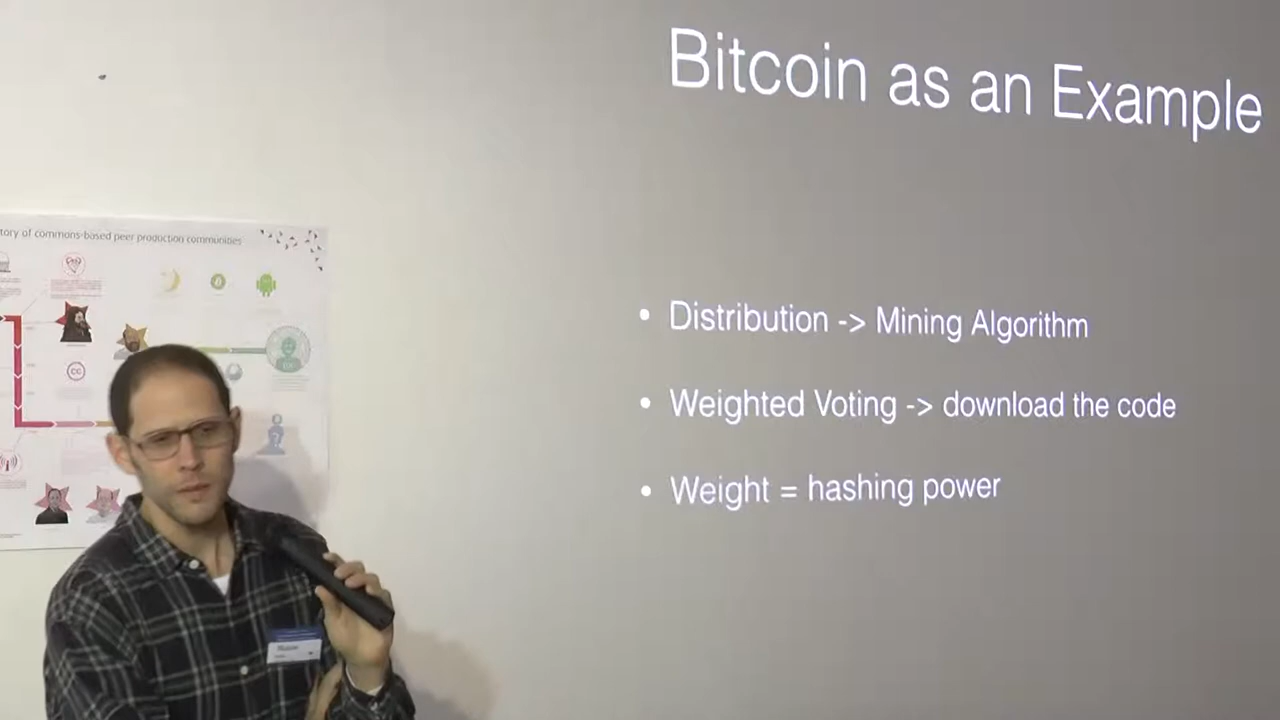 Bitcoin as an Example
• Distribution -> Mining Algorithm
• Weighted Voting -> download the code
• Weight = hashing power
tory of commons-based peer production communities
cc